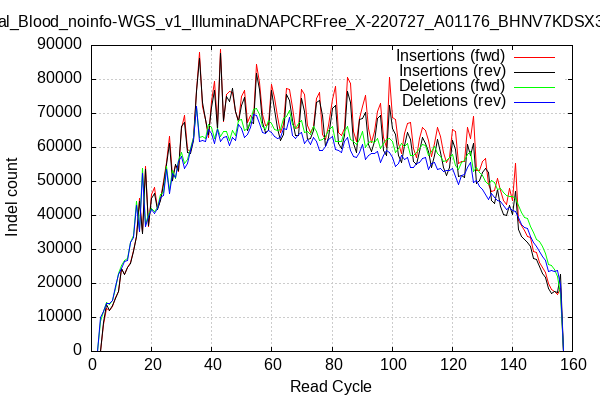 al_Blood_noinfo-WGS_v1_IlluminaDNAPCRFree_X-220727_A01176_BHNV7KDSX3
Insertions (fwd)
Insertions (rev)
Deletions (fwd)
Deletions (rev)
Indel count
90000
80000
70000
60000
50000
40000
30000
20000
10000
0
0 20 40 60 80 100 120 140 160
Read Cycle